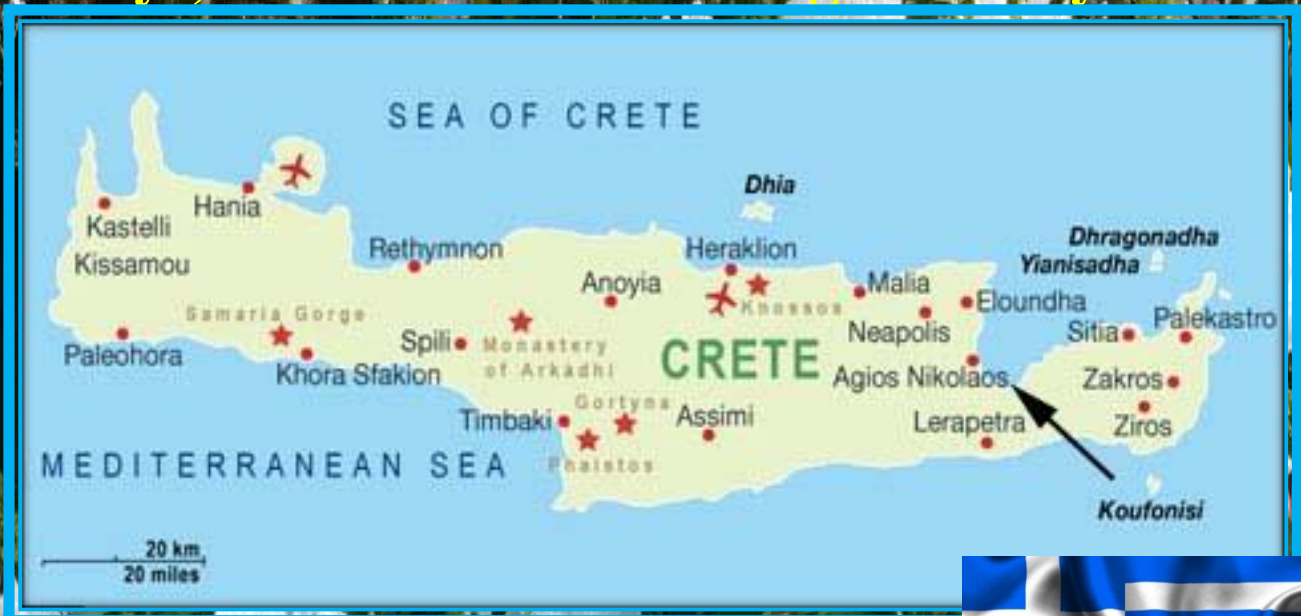 SEA OF CRETE
Dhia
Hania
Kastelli
Kissamou
Rethymnon
Heraklion
Dhragonadha
Yianisadha
Anoyia
Malia
Eloundha
Samaria Gorge
Knossos
Palekastro
Neapolis
Sitia
Paleohora
Spili
Monastery
of Arkadhi
CRETE
Khora Sfakion
Agios Nikolaos
Zakros
Gortyna
Timbaki
Assimi
Lerapetra
Ziros
Phaistos
MEDITERRANEAN SEA
Koufonisi
20 km
20 miles